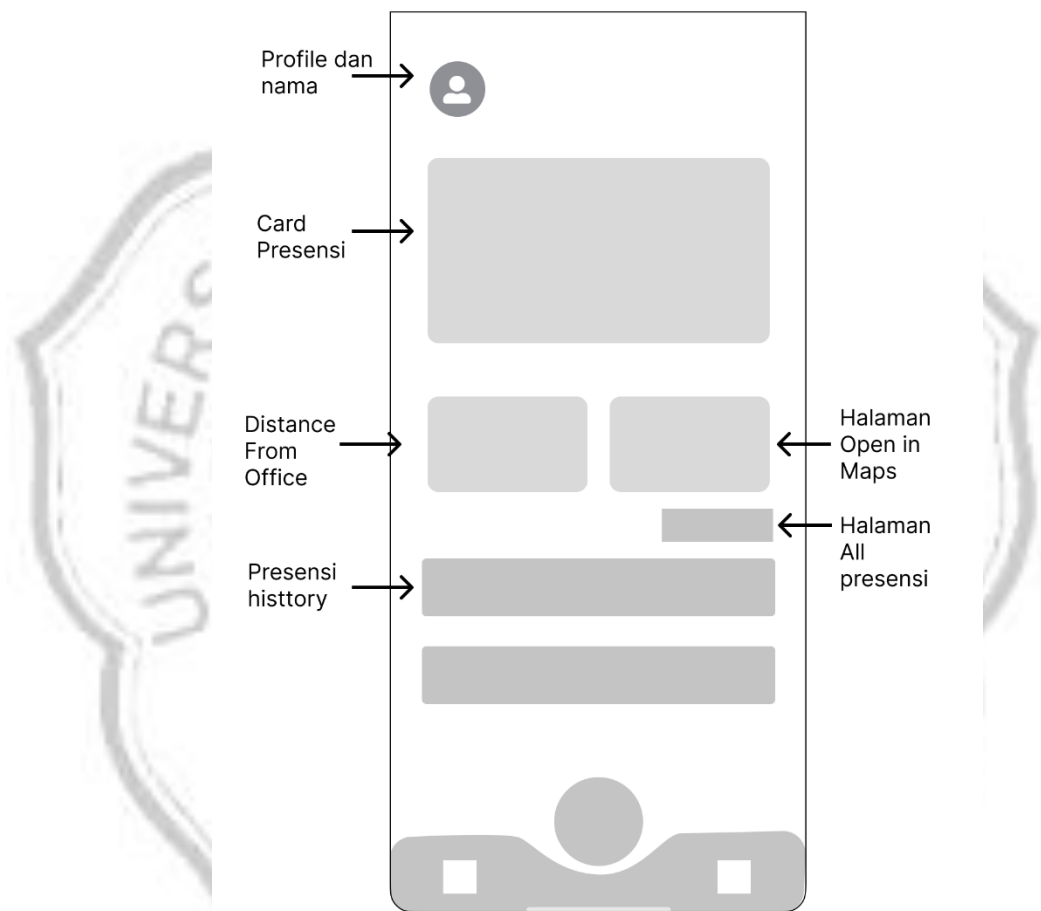 Profile dan
nama
Card
Presensi
Distance
From
Office
Halaman
Open in
Maps
Halaman
All
presensi
Presensi
histtory